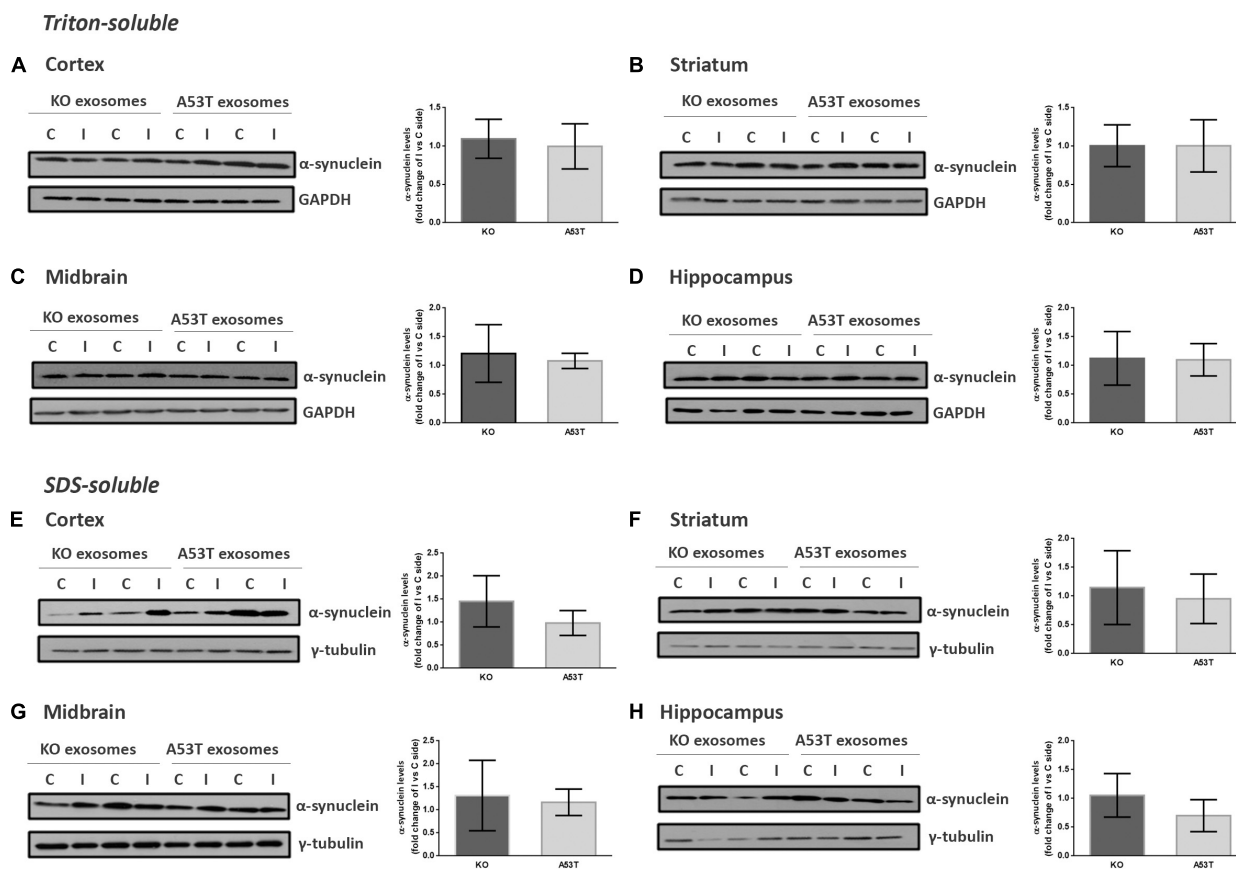 Triton-soluble
A Cortex
KO exosomes A53T exosomes
C I C I C I C I
α-synuclein
GAPDH
α-synuclein levels
(fold change of I vs C side)
1.5
1.0
0.5
0.0
KO A53T
B Striatum
KO exosomes A53T exosomes
C I C I C I C I
α-synuclein
GAPDH
α-synuclein levels
(fold change of I vs C side)
1.5
1.0
0.5
0.0
KO A53T
C Midbrain
KO exosomes A53T exosomes
C I C I C I C I
α-synuclein
GAPDH
α-synuclein levels
(fold change of I vs C side)
2.0
1.5
1.0
0.5
0.0
KO A53T
D Hippocampus
KO exosomes A53T exosomes
C I C I C I C I
α-synuclein
GAPDH
α-synuclein levels
(fold change of I vs C side)
2.0
1.5
1.0
0.5
0.0
KO A53T
SDS-soluble
E Cortex
KO exosomes A53T exosomes
C I C I C I C I
α-synuclein
γ-tubulin
α-synuclein levels
(fold change of I vs C side)
2.5
2.0
1.5
1.0
0.5
0.0
KO A53T
F Striatum
KO exosomes A53T exosomes
C I C I C I C I
α-synuclein
γ-tubulin
α-synuclein levels
(fold change of I vs C side)
2.0
1.5
1.0
0.5
0.0
KO A53T
G Midbrain
KO exosomes A53T exosomes
C I C I C I C I
α-synuclein
γ-tubulin
α-synuclein levels
(fold change of I vs C side)
2.5
2.0
1.5
1.0
0.5
0.0
KO A53T
H Hippocampus
KO exosomes A53T exosomes
C I C I C I C I
α-synuclein
γ-tubulin
α-synuclein levels
(fold change of I vs C side)
2.5
2.0
1.5
1.0
0.5
0.0
KO A53T